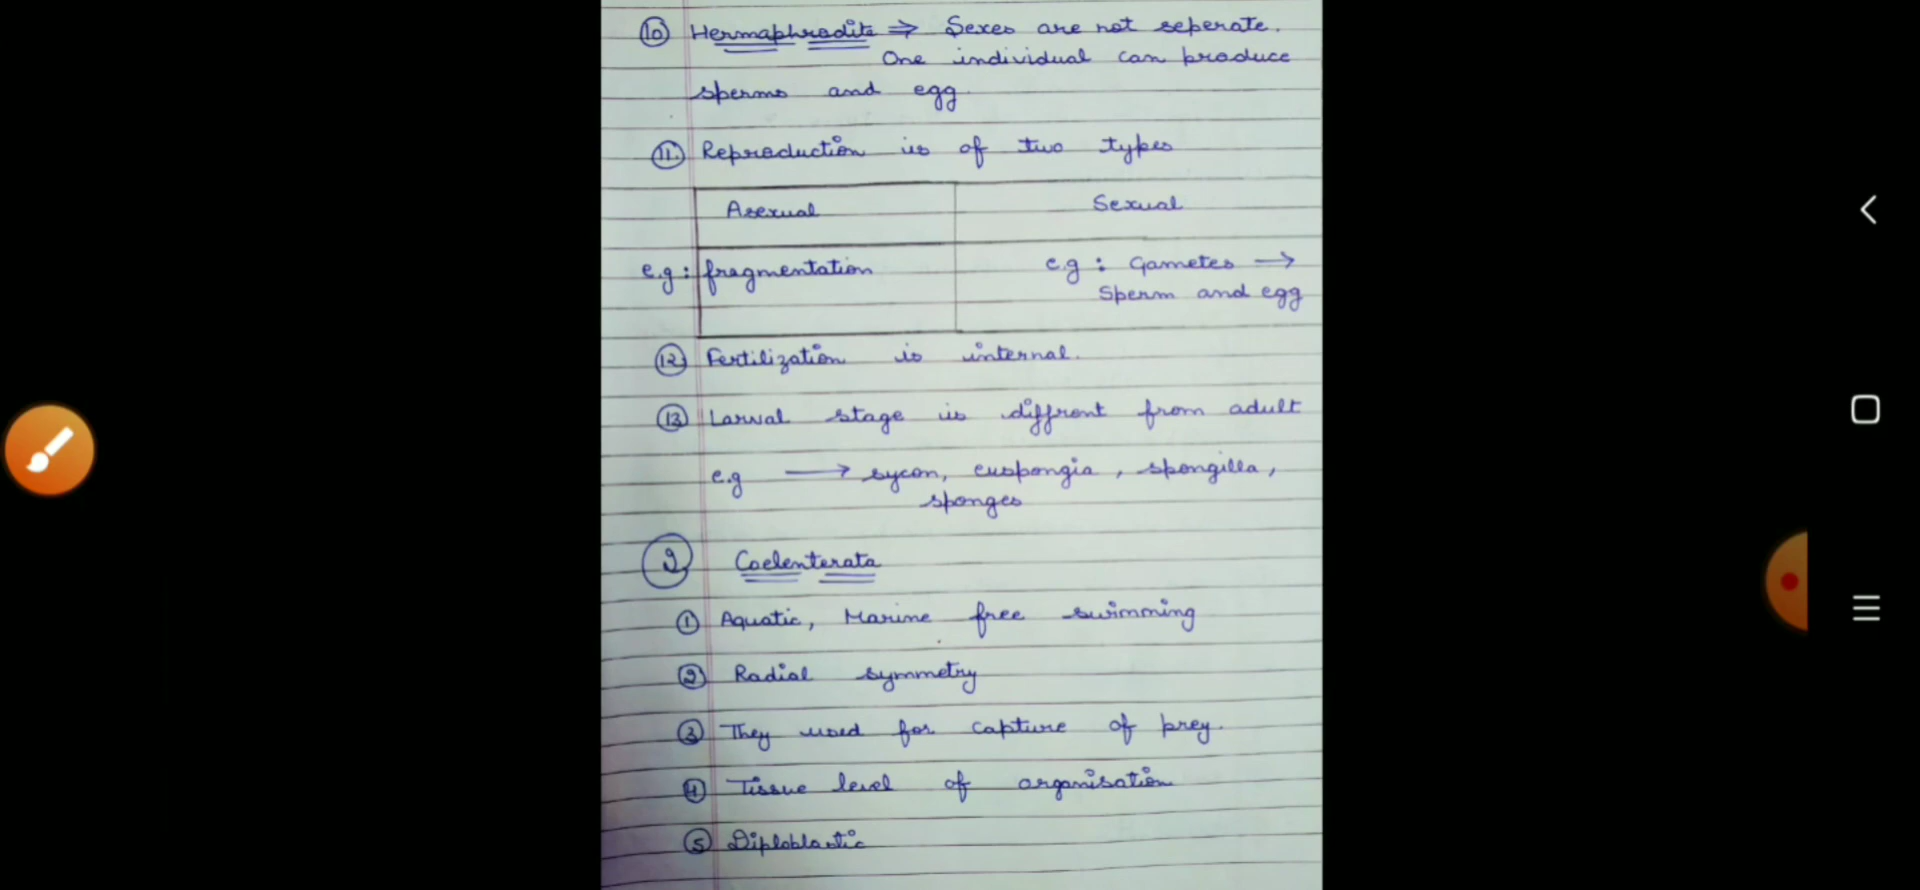 10 Hermaphrodite ⇒ Sexes are not seperate.
One individual can produce
sperms and egg.
11. Reproduction is of two types
Asexual Sexual
e.g : fragmentation e.g : Gametes →
Sperm and egg
12. Fertilization is internal.
13 Larval stage is diffrent from adult
e.g → sycon, euspongia, spongilla,
sponges
2 Coelenterata
1 Aquatic, Marine free swimming
2 Radial symmetry
3 They used for capture of prey.
4 Tissue level of organisation
5 Diploblastic